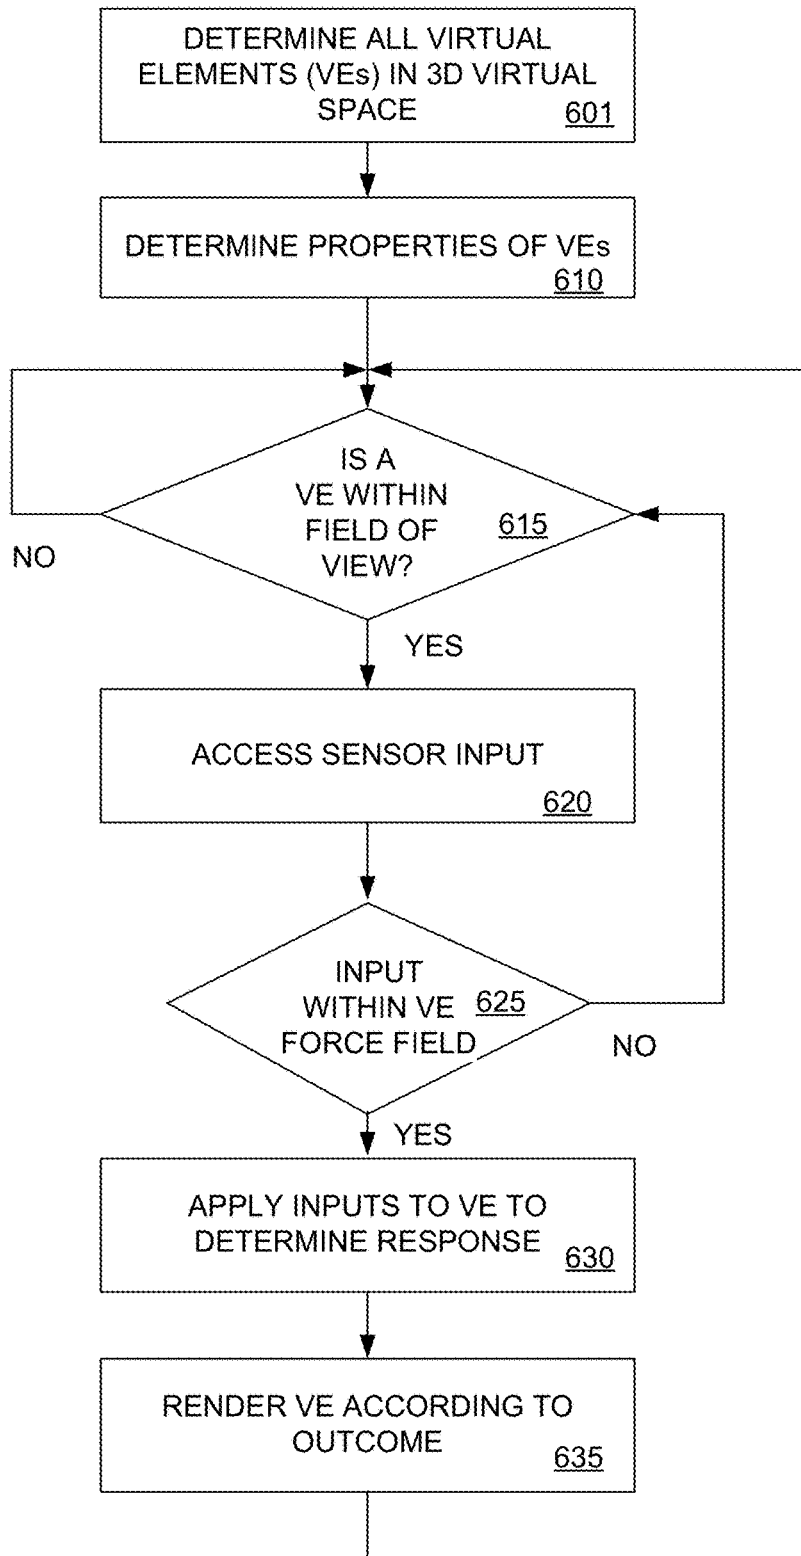 DETERMINE ALL VIRTUAL
ELEMENTS (VEs) IN 3D VIRTUAL
SPACE
601
DETERMINE PROPERTIES OF VEs
610
IS A
VE WITHIN
FIELD OF
VIEW?
615
NO
YES
ACCESS SENSOR INPUT
620
INPUT
WITHIN VE
FORCE FIELD
625
NO
YES
APPLY INPUTS TO VE TO
DETERMINE RESPONSE
630
RENDER VE ACCORDING TO
OUTCOME
635